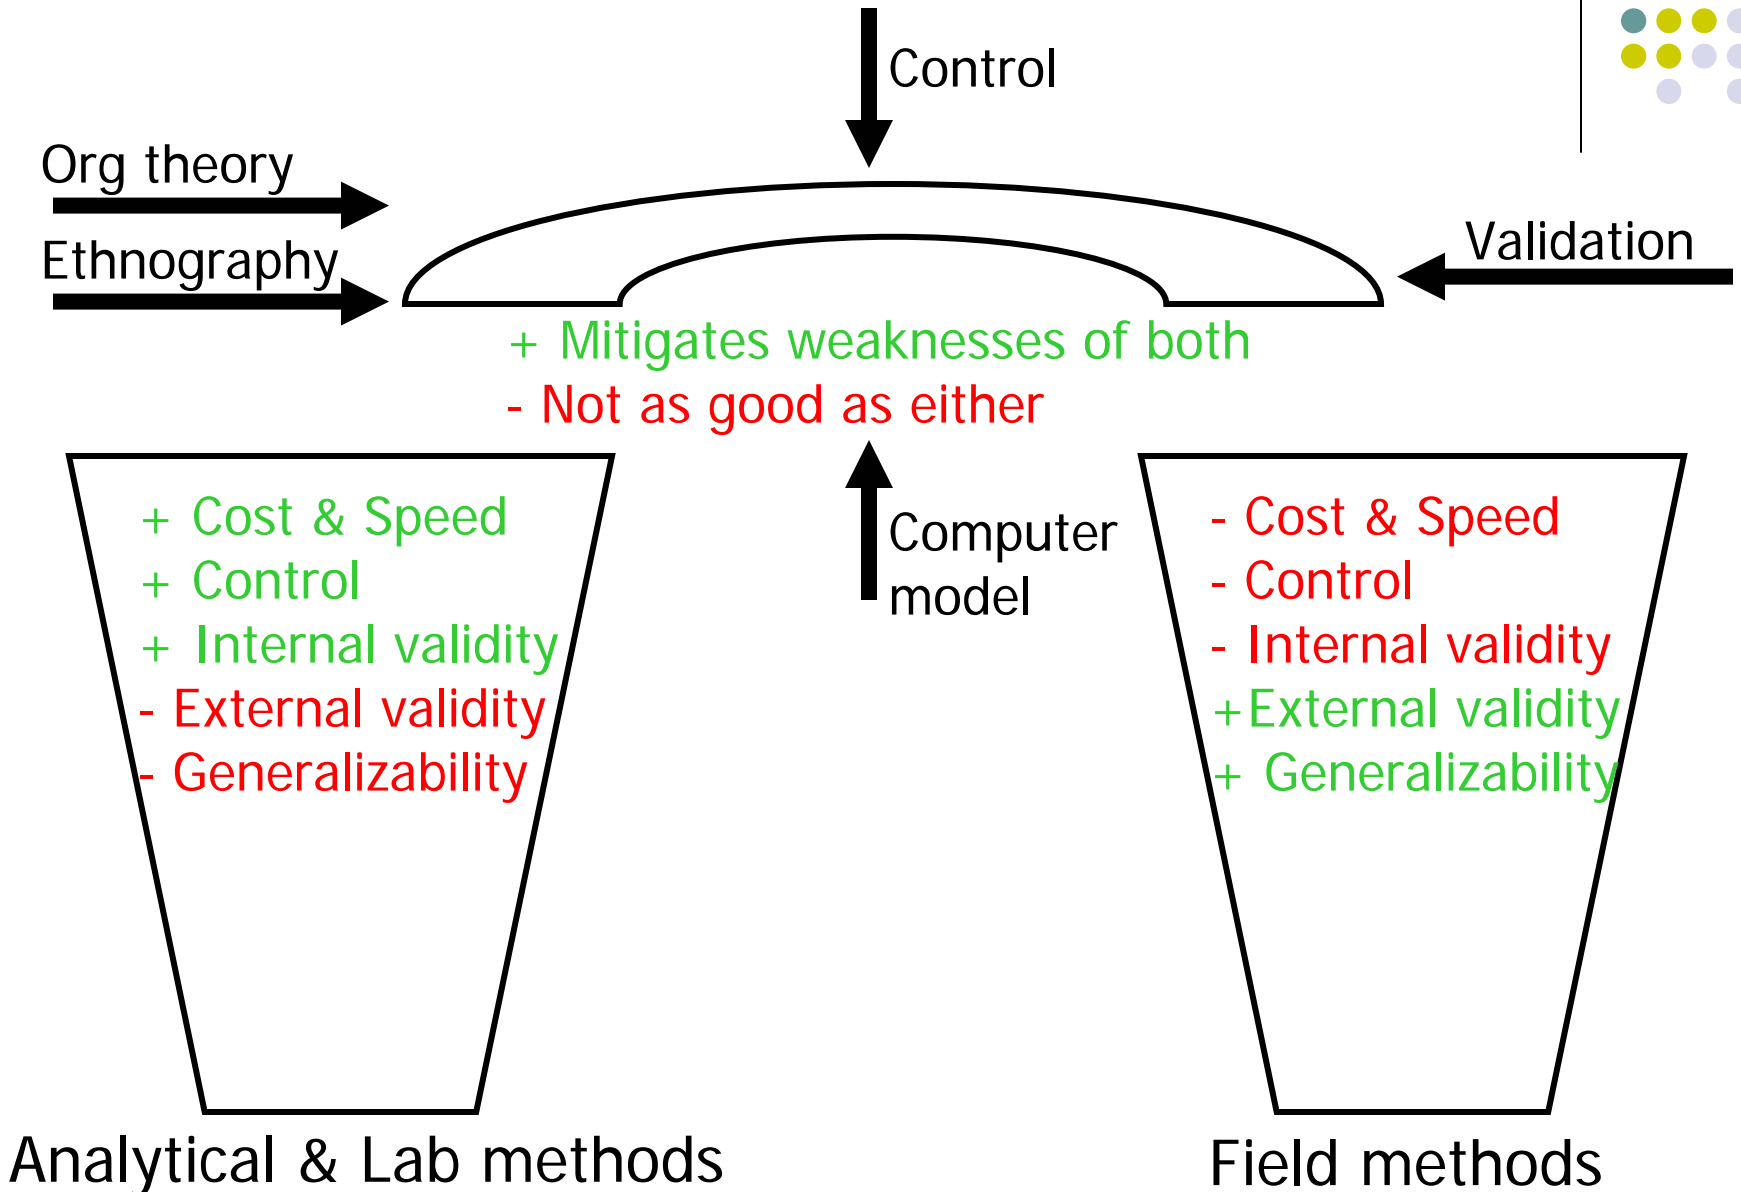 Control
Org theory
Ethnography
Validation
+ Mitigates weaknesses of both
- Not as good as either
Computer
model
+ Cost & Speed
+ Control
+ Internal validity
- External validity
- Generalizability
- Cost & Speed
- Control
- Internal validity
+External validity
+ Generalizability
Analytical & Lab methods
Field methods